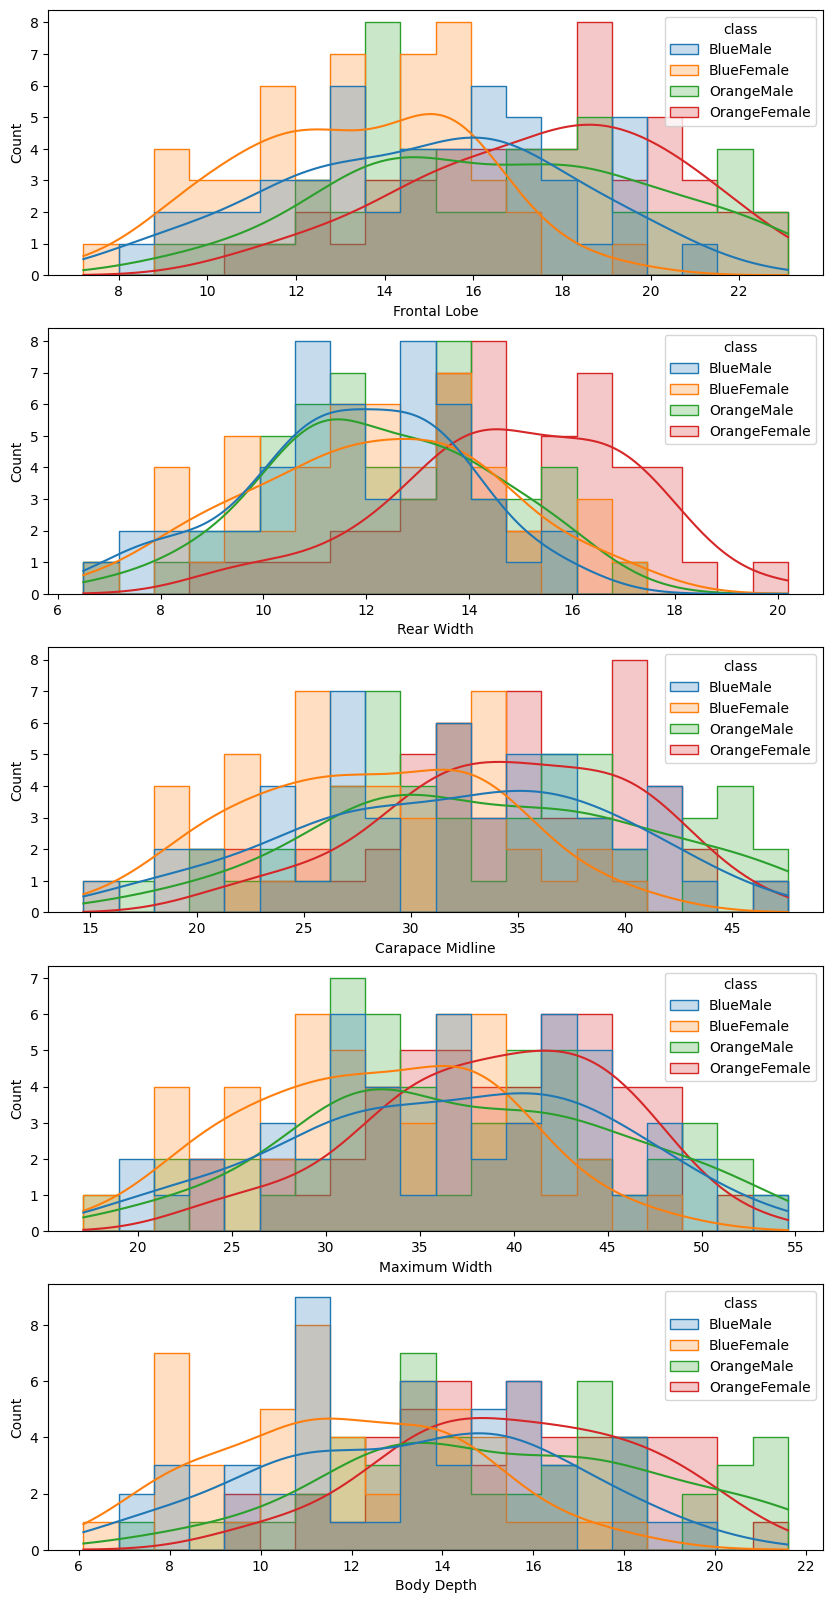 8
7
6
5
4
3
2
1
0
Count
class
BlueMale
BlueFemale
OrangeMale
OrangeFemale
8 10 12 14 16 18 20 22
Frontal Lobe
8
7
6
5
4
3
2
1
0
Count
class
BlueMale
BlueFemale
OrangeMale
OrangeFemale
6 8 10 12 14 16 18 20
Rear Width
8
7
6
5
4
3
2
1
0
Count
class
BlueMale
BlueFemale
OrangeMale
OrangeFemale
15 20 25 30 35 40 45
Carapace Midline
7
6
5
4
3
2
1
0
Count
class
BlueMale
BlueFemale
OrangeMale
OrangeFemale
20 25 30 35 40 45 50 55
Maximum Width
8
6
4
2
0
Count
class
BlueMale
BlueFemale
OrangeMale
OrangeFemale
6 8 10 12 14 16 18 20 22
Body Depth